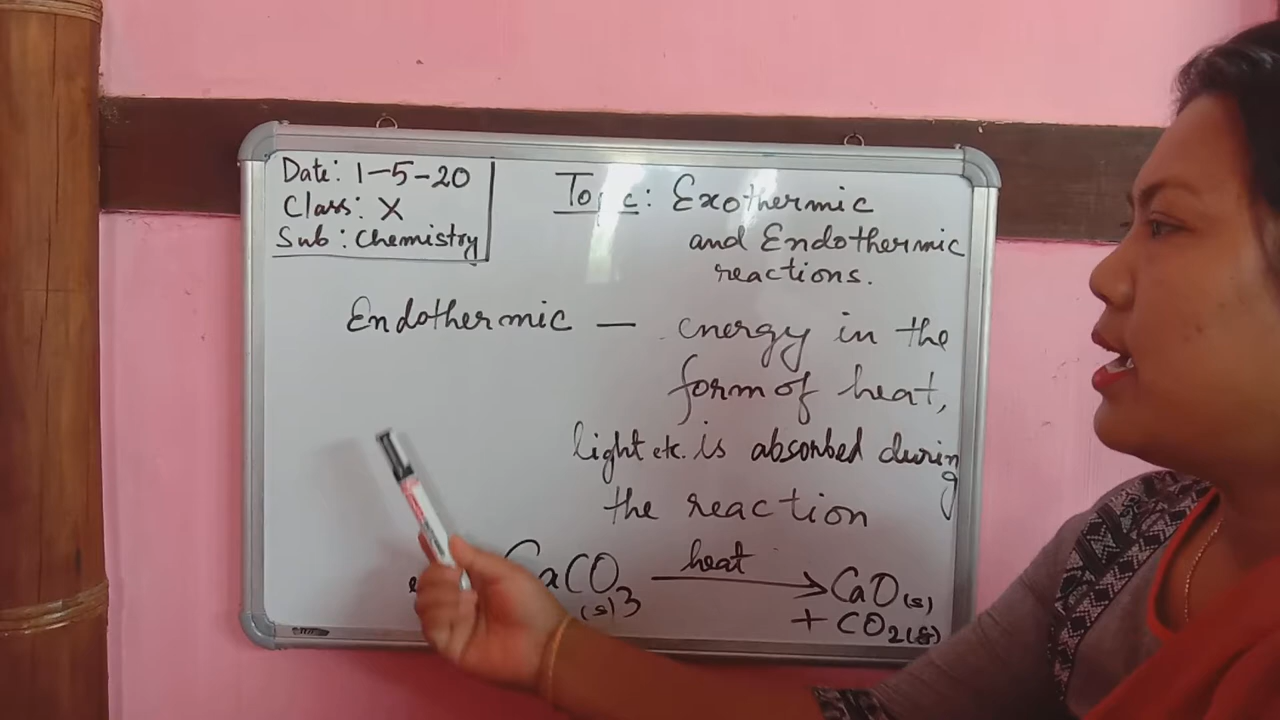 Date: 1-5-20
Class: X
Sub: Chemistry
Topic: Exothermic
and Endothermic
reactions.
Endothermic — energy in the
form of heat,
light etc. is absorbed during
the reaction
CaCO3(s) heat → CaO(s)
+ CO2(g)